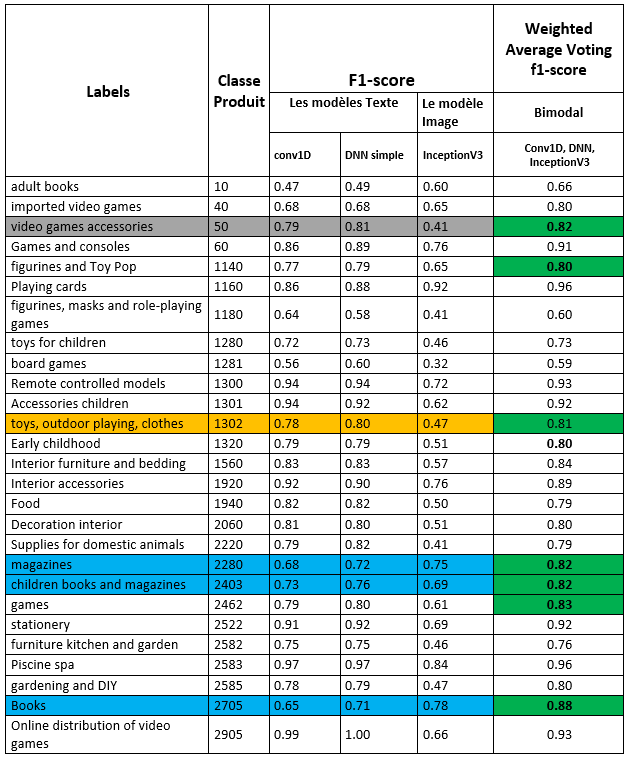 Labels Classe Produit F1-score Weighted Average Voting f1-score
Les modèles Texte Le modèle Image Bimodal
conv1D DNN simple InceptionV3 Conv1D, DNN, InceptionV3
adult books 10 0.47 0.49 0.60 0.66
imported video games 40 0.68 0.68 0.65 0.80
video games accessories 50 0.79 0.81 0.41 0.82
Games and consoles 60 0.86 0.89 0.76 0.91
figurines and Toy Pop 1140 0.77 0.79 0.65 0.80
Playing cards 1160 0.86 0.88 0.92 0.96
figurines, masks and role-playing games 1180 0.64 0.58 0.41 0.60
toys for children 1280 0.72 0.73 0.46 0.73
board games 1281 0.56 0.60 0.32 0.59
Remote controlled models 1300 0.94 0.94 0.72 0.93
Accessories children 1301 0.94 0.92 0.62 0.92
toys, outdoor playing, clothes 1302 0.78 0.80 0.47 0.81
Early childhood 1320 0.79 0.79 0.51 0.80
Interior furniture and bedding 1560 0.83 0.83 0.57 0.84
Interior accessories 1920 0.92 0.90 0.76 0.89
Food 1940 0.82 0.82 0.50 0.79
Decoration interior 2060 0.81 0.80 0.51 0.80
Supplies for domestic animals 2220 0.79 0.82 0.41 0.79
magazines 2280 0.68 0.72 0.75 0.82
children books and magazines 2403 0.73 0.76 0.69 0.82
games 2462 0.79 0.80 0.61 0.83
stationery 2522 0.91 0.92 0.69 0.92
furniture kitchen and garden 2582 0.75 0.75 0.46 0.76
Piscine spa 2583 0.97 0.97 0.84 0.96
gardening and DIY 2585 0.78 0.79 0.47 0.80
Books 2705 0.65 0.71 0.78 0.88
Online distribution of video games 2905 0.99 1.00 0.66 0.93